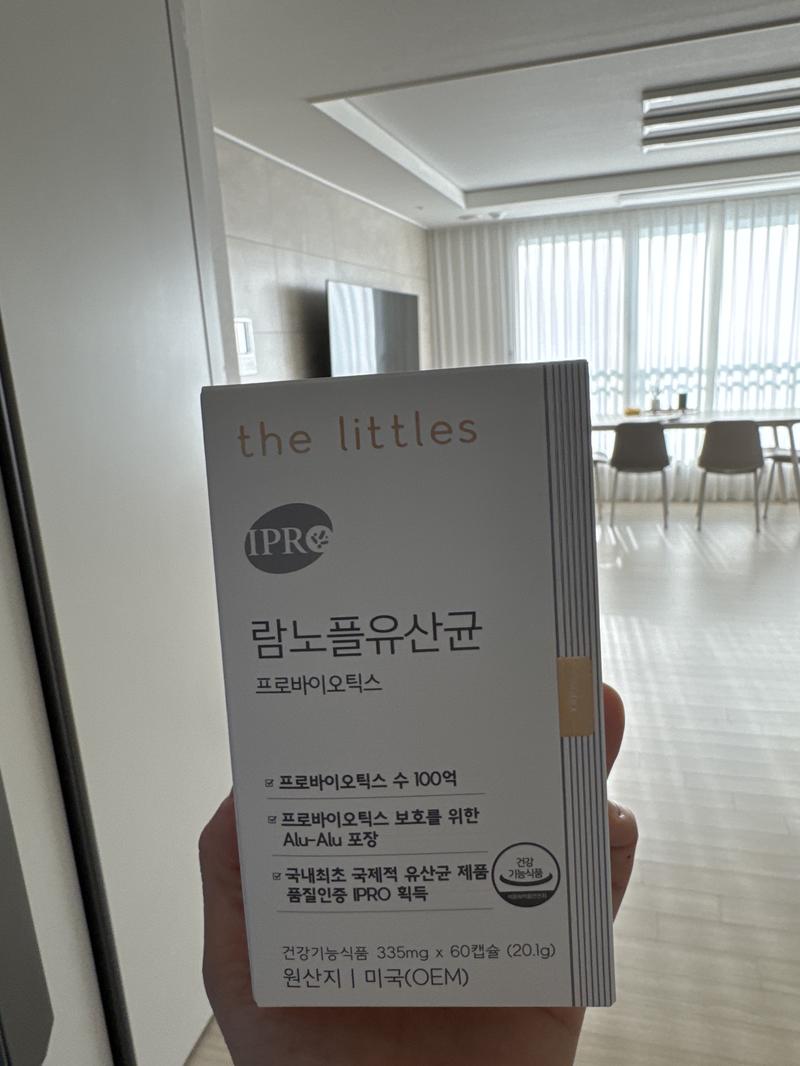 the littles
IPRO
람노플유산균
프로바이오틱스
프로바이오틱스 수 100억
프로바이오틱스 보호를 위한
Alu-Alu 포장
국내최초 국제적 유산균 제품
품질인증 IPRO 획득
건강
기능식품
건강기능식품 335mg x 60캡슐 (20.1g)
원산지 | 미국(OEM)